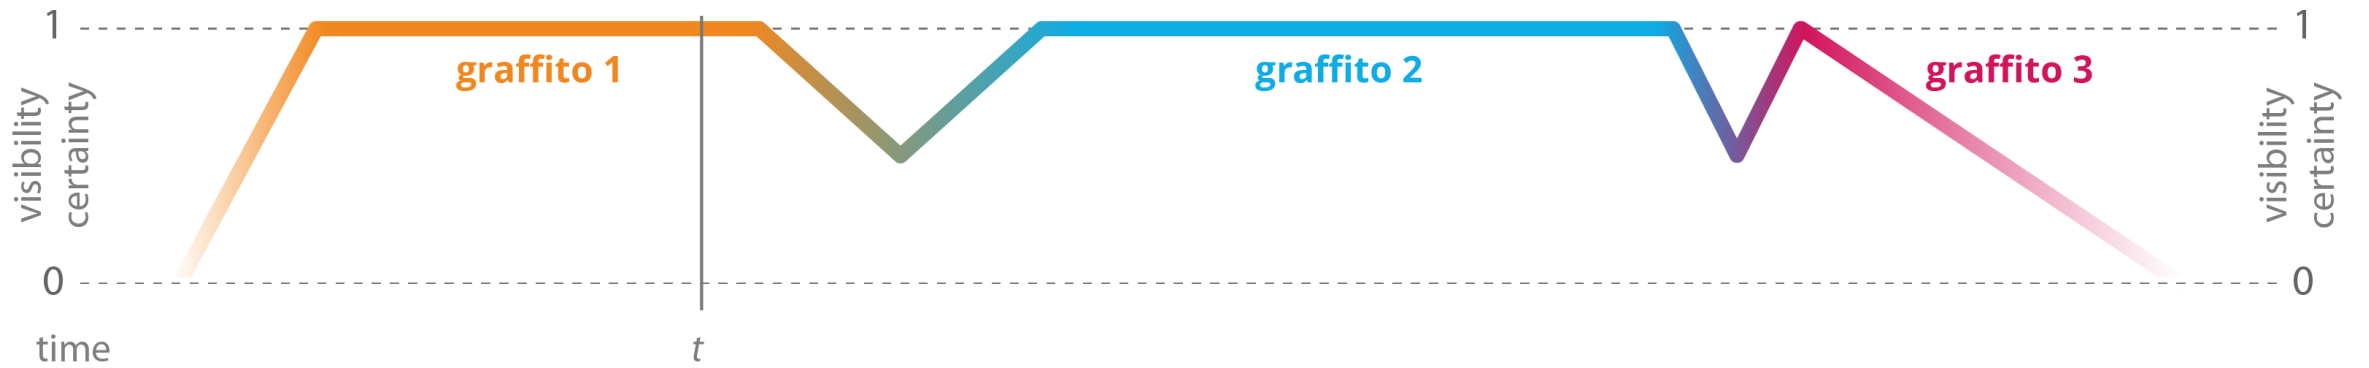 1
graffito 1
graffito 2
graffito 3
1
visibility
certainty
visibility
certainty
0
0
time
t